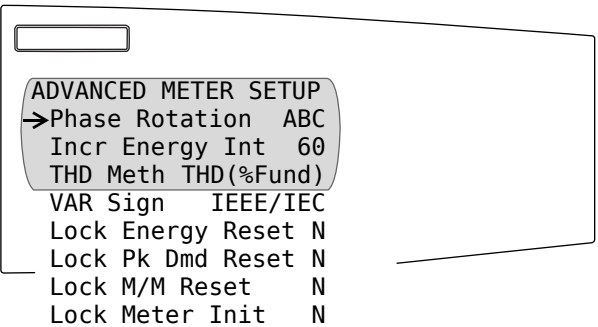 ADVANCED METER SETUP
→Phase Rotation ABC
Incr Energy Int 60
THD Meth THD(%Fund)
VAR Sign IEEE/IEC
Lock Energy Reset N
Lock Pk Dmd Reset N
Lock M/M Reset N
Lock Meter Init N